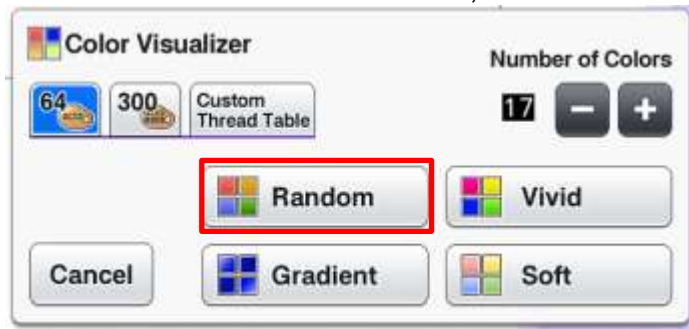 Color Visualizer
Number of Colors
64
300
Custom
Thread Table
17
Random
Vivid
Cancel
Gradient
Soft